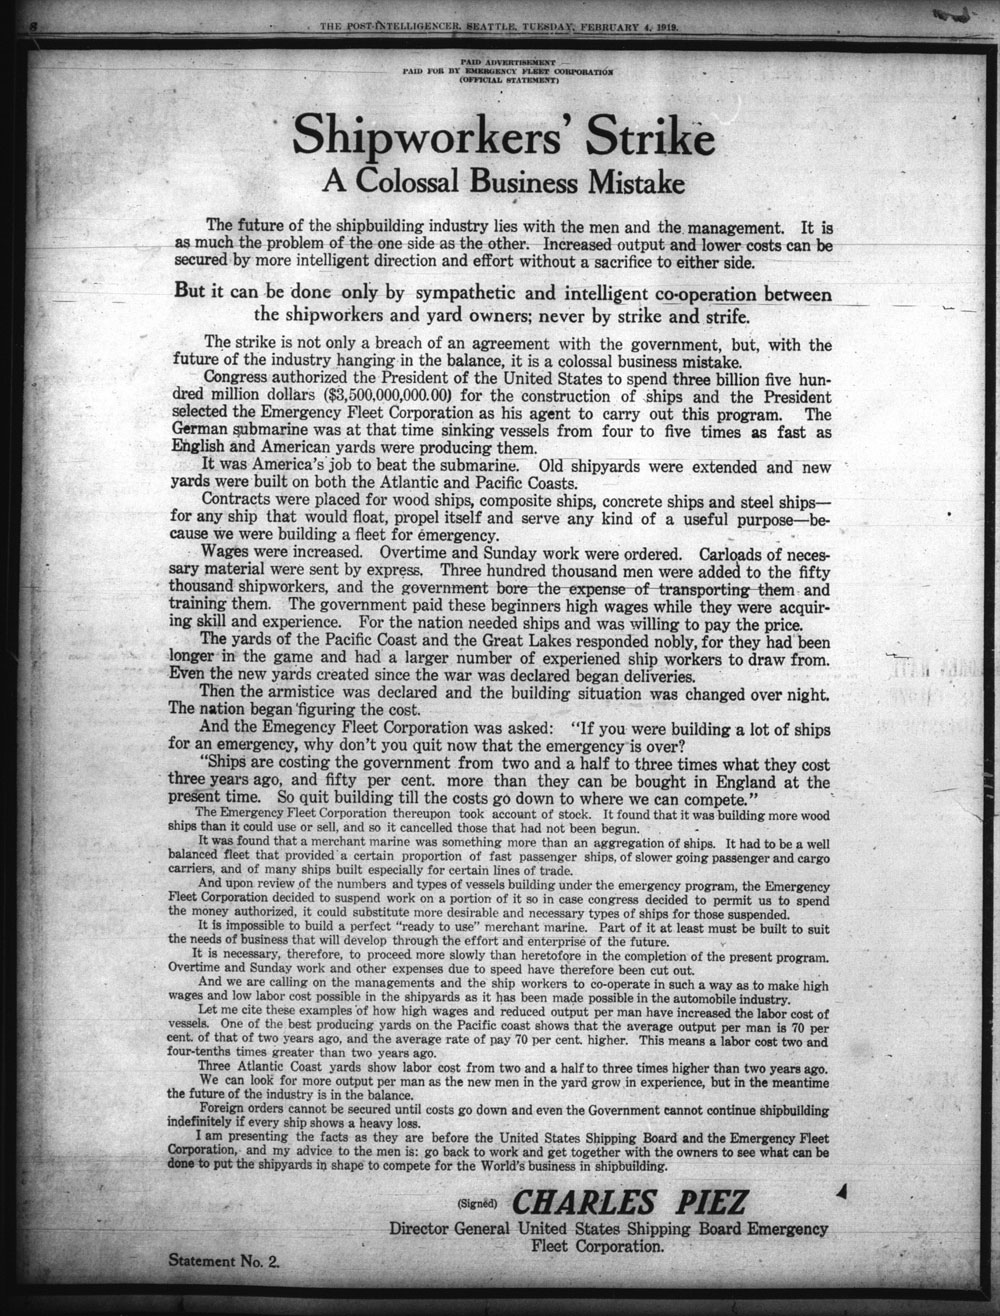 8
THE POST-INTELLIGENCER, SEATTLE, TUESDAY, FEBRUARY 4, 1919.
PAID ADVERTISEMENT
PAID FOR BY EMERGENCY FLEET CORPORATION
(OFFICIAL STATEMENT)
Shipworkers' Strike
A Colossal Business Mistake
The future of the shipbuilding industry lies with the men and the management. It is
as much the problem of the one side as the other. Increased output and lower costs can be
secured by more intelligent direction and effort without a sacrifice to either side.
But it can be done only by sympathetic and intelligent co-operation between
the shipworkers and yard owners; never by strike and strife.
The strike is not only a breach of an agreement with the government, but, with the
future of the industry hanging in the balance, it is a colossal business mistake.
Congress authorized the President of the United States to spend three billion five hun-
dred million dollars ($3,500,000,000.00) for the construction of ships and the President
selected the Emergency Fleet Corporation as his agent to carry out this program. The
German submarine was at that time sinking vessels from four to five times as fast as
English and American yards were producing them.
It was America's job to beat the submarine. Old shipyards were extended and new
yards were built on both the Atlantic and Pacific Coasts.
Contracts were placed for wood ships, composite ships, concrete ships and steel ships—
for any ship that would float, propel itself and serve any kind of a useful purpose—be-
cause we were building a fleet for emergency.
Wages were increased. Overtime and Sunday work were ordered. Carloads of neces-
sary material were sent by express. Three hundred thousand men were added to the fifty
thousand shipworkers, and the government bore the expense of transporting them and
training them. The government paid these beginners high wages while they were acquir-
ing skill and experience. For the nation needed ships and was willing to pay the price.
The yards of the Pacific Coast and the Great Lakes responded nobly, for they had been
longer in the game and had a larger number of experiened ship workers to draw from.
Even the new yards created since the war was declared began deliveries.
Then the armistice was declared and the building situation was changed over night.
The nation began figuring the cost.
And the Emegency Fleet Corporation was asked: "If you were building a lot of ships
for an emergency, why don't you quit now that the emergency is over?
"Ships are costing the government from two and a half to three times what they cost
three years ago, and fifty per cent. more than they can be bought in England at the
present time. So quit building till the costs go down to where we can compete."
The Emergency Fleet Corporation thereupon took account of stock. It found that it was building more wood
ships than it could use or sell, and so it cancelled those that had not been begun.
It was found that a merchant marine was something more than an aggregation of ships. It had to be a well
balanced fleet that provided a certain proportion of fast passenger ships, of slower going passenger and cargo
carriers, and of many ships built especially for certain lines of trade.
And upon review of the numbers and types of vessels building under the emergency program, the Emergency
Fleet Corporation decided to suspend work on a portion of it so in case congress decided to permit us to spend
the money authorized, it could substitute more desirable and necessary types of ships for those suspended.
It is impossible to build a perfect "ready to use" merchant marine. Part of it at least must be built to suit
the needs of business that will develop through the effort and enterprise of the future.
It is necessary, therefore, to proceed more slowly than heretofore in the completion of the present program.
Overtime and Sunday work and other expenses due to speed have therefore been cut out.
And we are calling on the managements and the ship workers to co-operate in such a way as to make high
wages and low labor cost possible in the shipyards as it has been made possible in the automobile industry.
Let me cite these examples of how high wages and reduced output per man have increased the labor cost of
vessels. One of the best producing yards on the Pacific coast shows that the average output per man is 70 per
cent. of that of two years ago, and the average rate of pay 70 per cent. higher. This means a labor cost two and
four-tenths times greater than two years ago.
Three Atlantic Coast yards show labor cost from two and a half to three times higher than two years ago.
We can look for more output per man as the new men in the yard grow in experience, but in the meantime
the future of the industry is in the balance.
Foreign orders cannot be secured until costs go down and even the Government cannot continue shipbuilding
indefinitely if every ship shows a heavy loss.
I am presenting the facts as they are before the United States Shipping Board and the Emergency Fleet
Corporation, and my advice to the men is: go back to work and get together with the owners to see what can be
done to put the shipyards in shape to compete for the World's business in shipbuilding.
(Signed) CHARLES PIEZ
Director General United States Shipping Board Emergency
Fleet Corporation.
Statement No. 2.